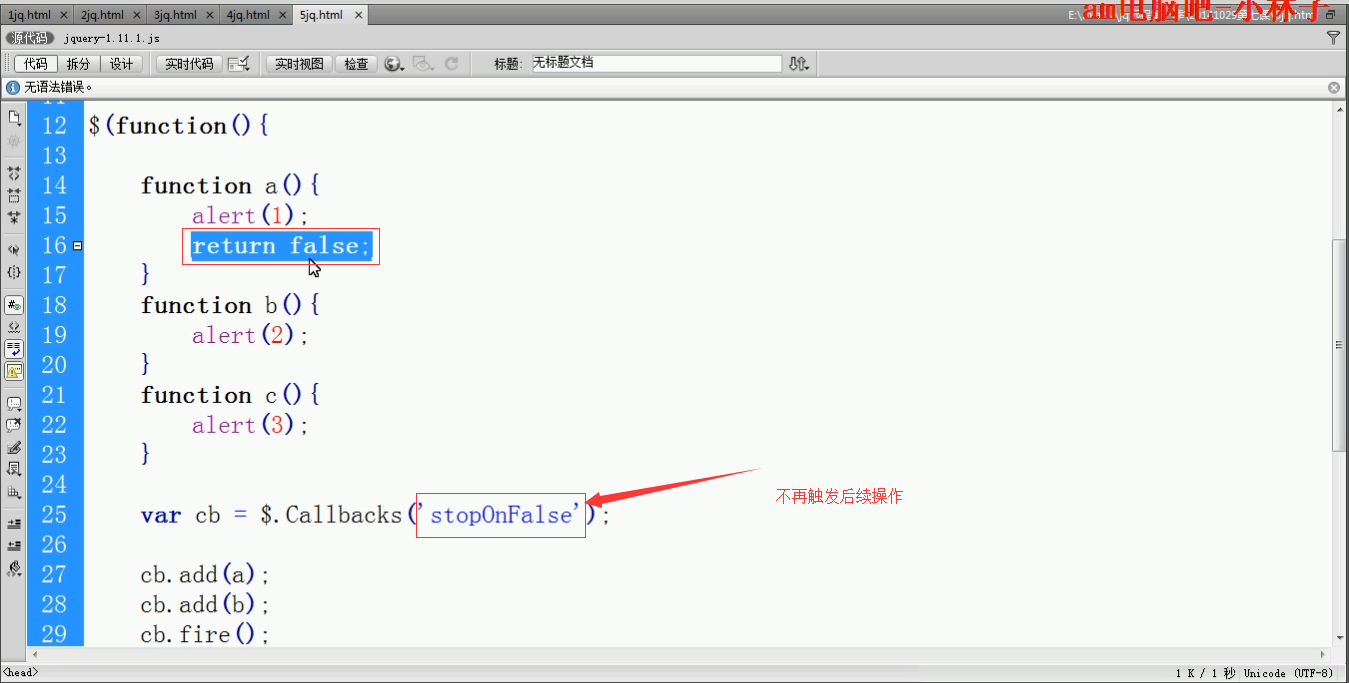 1jq.html 2jq.html 3jq.html 4jq.html 5jq.html
am电脑吧-小林子
源代码 jquery-1.11.1.js
代码 拆分 设计 实时代码 实时视图 检查 标题: 无标题文档
无语法错误。
12 $(function(){
13
14 function a(){
15 alert(1);
16 return false;
17 }
18 function b(){
19 alert(2);
20 }
21 function c(){
22 alert(3);
23 }
24
25 var cb = $.Callbacks('stopOnFalse');
不再触发后续操作
26
27 cb.add(a);
28 cb.add(b);
29 cb.fire();
<head> 1 K / 1 秒 Unicode (UTF-8)